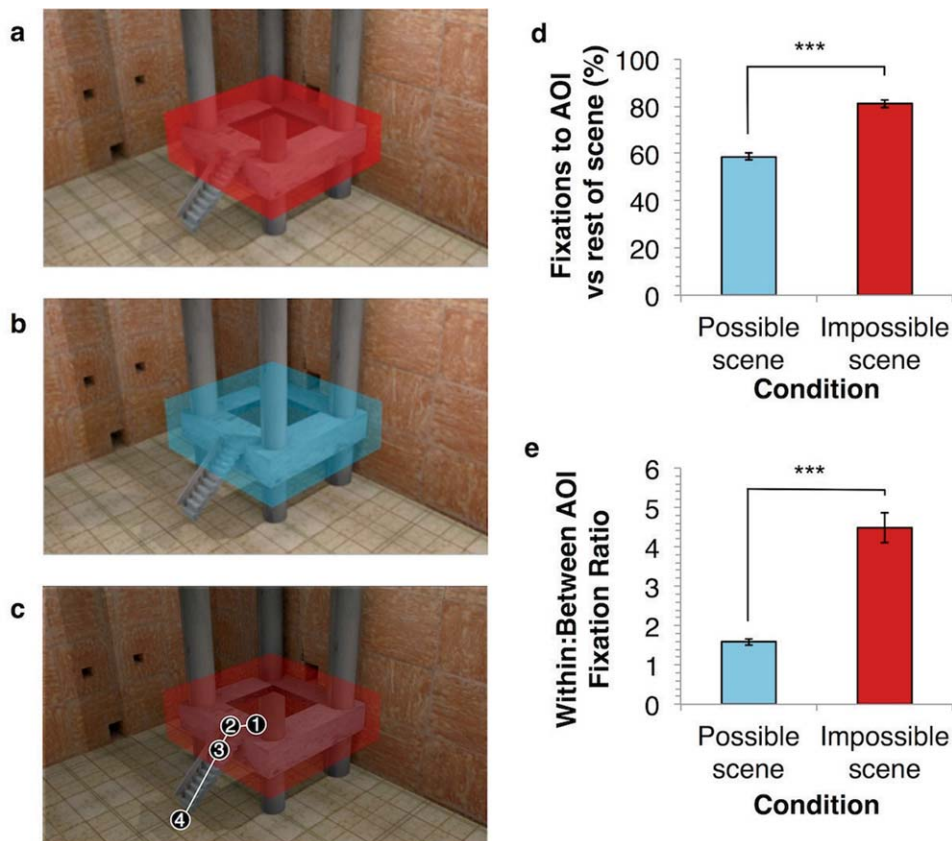 a
b
c
1
2
3
4
d
Fixations to AOI
vs rest of scene (%)
100
80
60
40
20
0
***
Possible
scene
Impossible
scene
Condition
e
Within:Between AOI
Fixation Ratio
6
5
4
3
2
1
0
***
Possible
scene
Impossible
scene
Condition